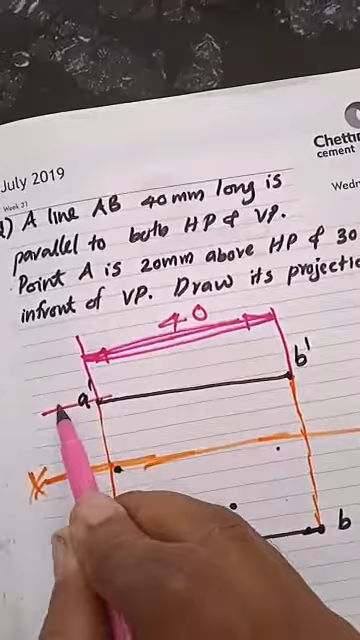 July 2019
Week 31
Chetti
cement
Wedn
A line AB 40mm long is
parallel to both HP & VP.
Point A is 20mm above HP & 30
infront of VP. Draw its projectio
40
a'
b'
X
b